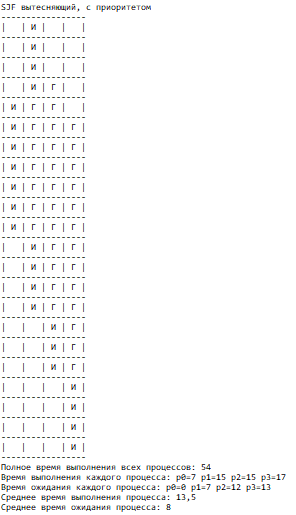 SJF вытесняющий, с приоритетом
-----------------
|   | И |   |   |
-----------------
|   | И |   |   |
-----------------
|   | И |   |   |
-----------------
|   | И | Г |   |
-----------------
| И | Г | Г |   |
-----------------
| И | Г | Г | Г |
-----------------
| И | Г | Г | Г |
-----------------
| И | Г | Г | Г |
-----------------
| И | Г | Г | Г |
-----------------
| И | Г | Г | Г |
-----------------
| И | Г | Г | Г |
-----------------
|   | И | Г | Г |
-----------------
|   | И | Г | Г |
-----------------
|   | И | Г | Г |
-----------------
|   | И | Г | Г |
-----------------
|   |   | И | Г |
-----------------
|   |   | И | Г |
-----------------
|   |   | И | Г |
-----------------
|   |   |   | И |
-----------------
|   |   |   | И |
-----------------
|   |   |   | И |
-----------------
|   |   |   | И |
-----------------
Полное время выполнения всех процессов: 54
Время выполнения каждого процесса: p0=7 p1=15 p2=15 p3=17
Время ожидания каждого процесса: p0=0 p1=7 p2=12 p3=13
Среднее время выполнения процесса: 13,5
Среднее время ожидания процесса: 8